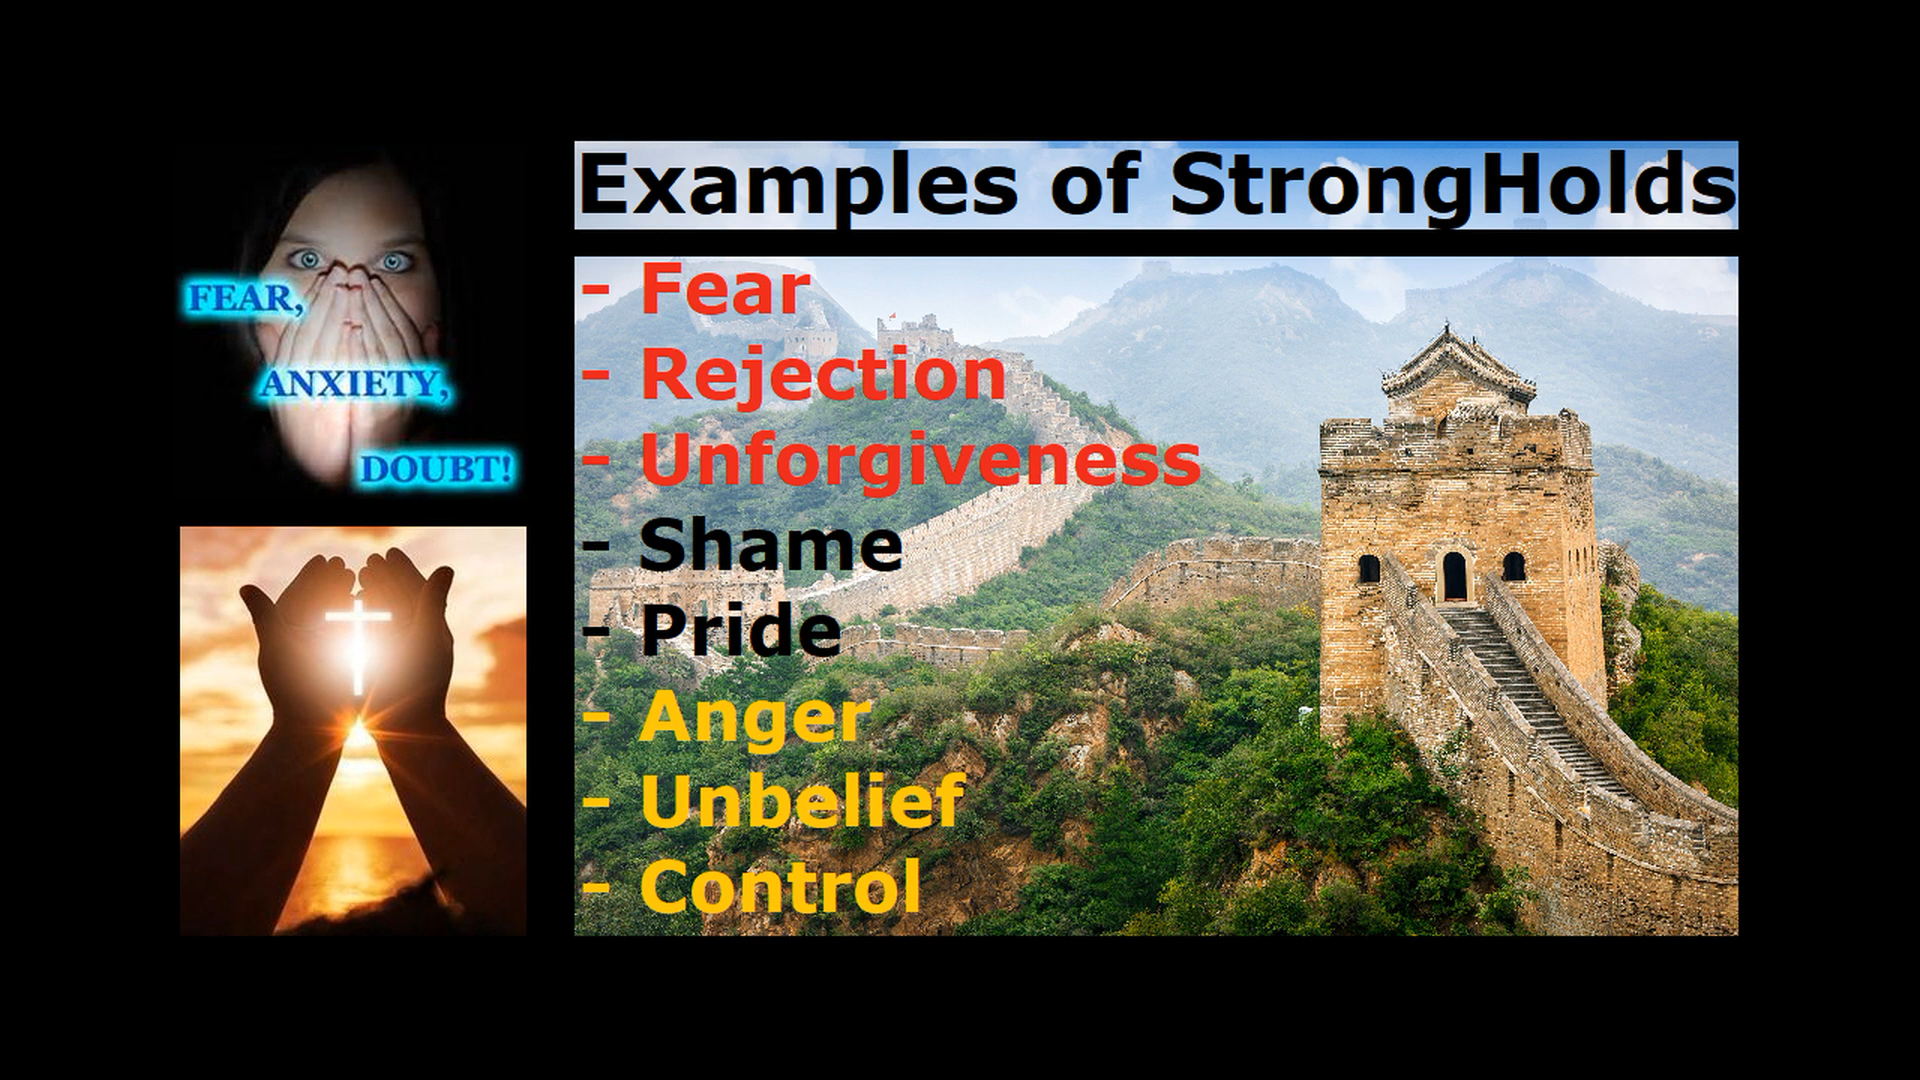 FEAR,
ANXIETY,
DOUBT!
Examples of StrongHolds
- Fear
- Rejection
- Unforgiveness
- Shame
- Pride
- Anger
- Unbelief
- Control